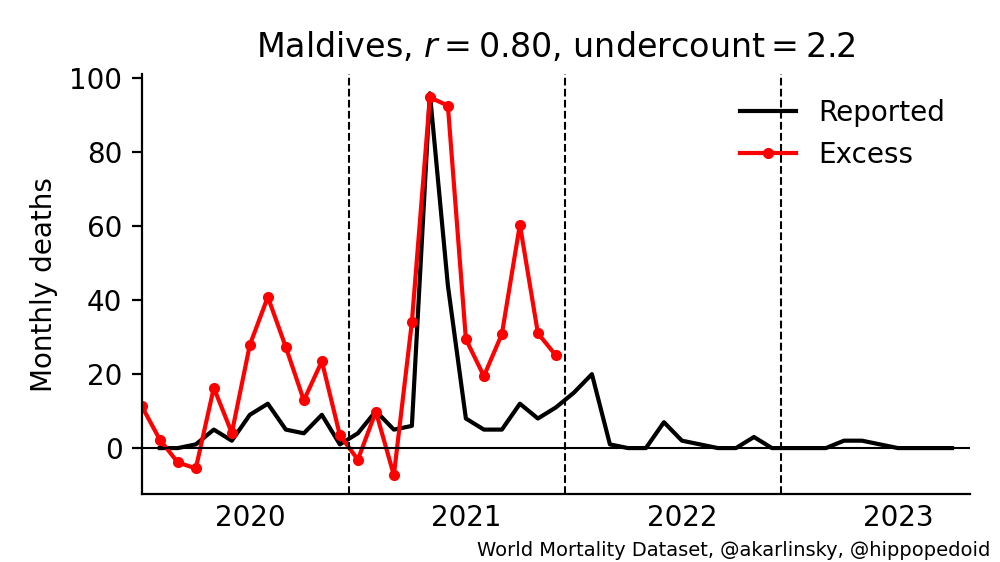 Maldives, r = 0.80, undercount = 2.2
Monthly deaths
100
80
60
40
20
0
Reported
Excess
2020 2021 2022 2023
World Mortality Dataset, @akarlinsky, @hippopedoid